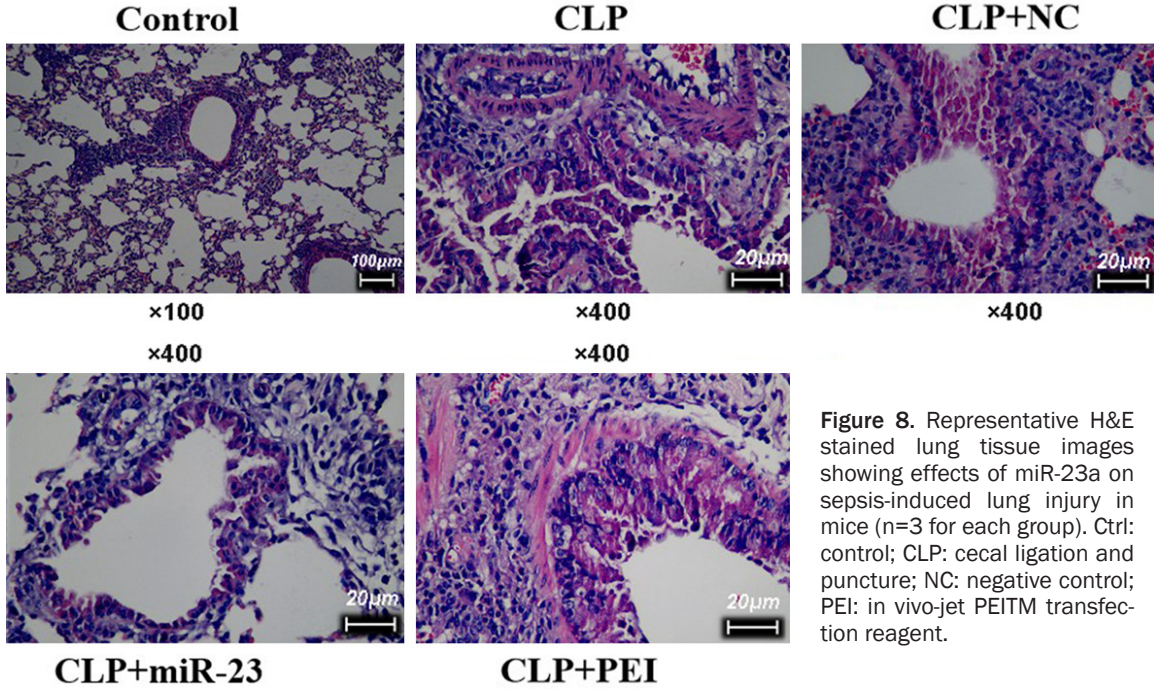 Control
CLP
CLP+NC
100µm
20µm
20µm
×100
×400
×400
×400
×400
20µm
20µm
CLP+miR-23
CLP+PEI
Figure 8. Representative H&E
stained lung tissue images
showing effects of miR-23a on
sepsis-induced lung injury in
mice (n=3 for each group). Ctrl:
control; CLP: cecal ligation and
puncture; NC: negative control;
PEI: in vivo-jet PEITM transfec-
tion reagent.